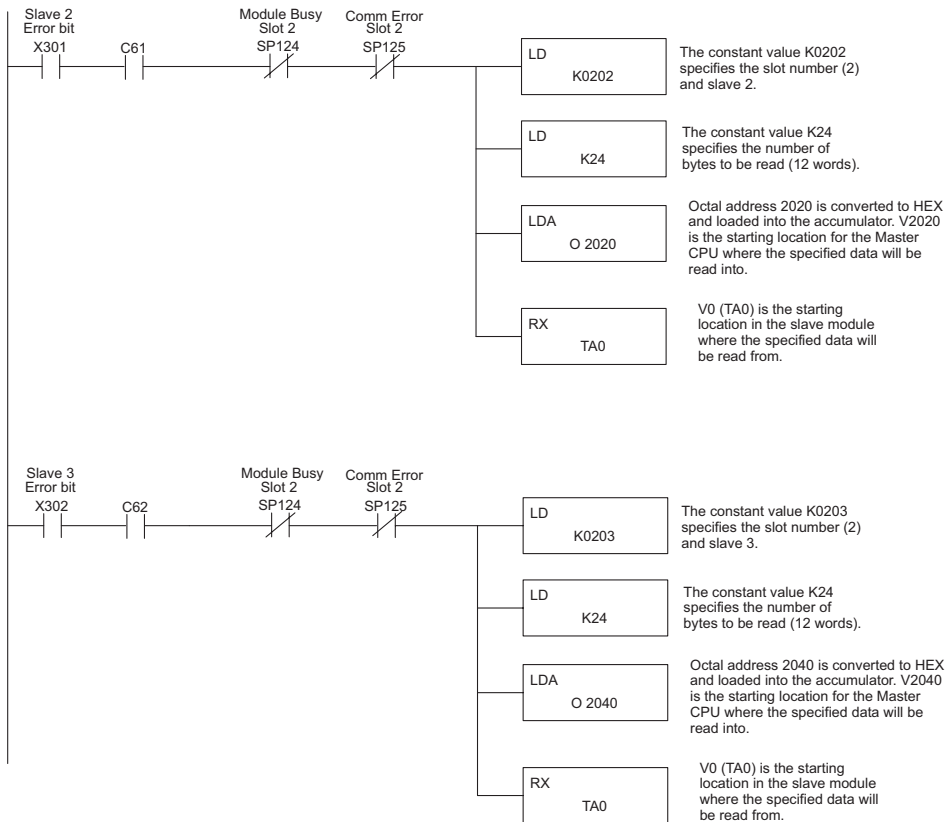 Slave 2
Error bit
X301
C61
Module Busy
Slot 2
SP124
Comm Error
Slot 2
SP125
LD
K0202
The constant value K0202
specifies the slot number (2)
and slave 2.
LD
K24
The constant value K24
specifies the number of
bytes to be read (12 words).
LDA
O 2020
Octal address 2020 is converted to HEX
and loaded into the accumulator. V2020
is the starting location for the Master
CPU where the specified data will be
read into.
RX
TA0
V0 (TA0) is the starting
location in the slave module
where the specified data will
be read from.
Slave 3
Error bit
X302
C62
Module Busy
Slot 2
SP124
Comm Error
Slot 2
SP125
LD
K0203
The constant value K0203
specifies the slot number (2)
and slave 3.
LD
K24
The constant value K24
specifies the number of
bytes to be read (12 words).
LDA
O 2040
Octal address 2040 is converted to HEX
and loaded into the accumulator. V2040
is the starting location for the Master
CPU where the specified data will be
read into.
RX
TA0
V0 (TA0) is the starting
location in the slave module
where the specified data will
be read from.